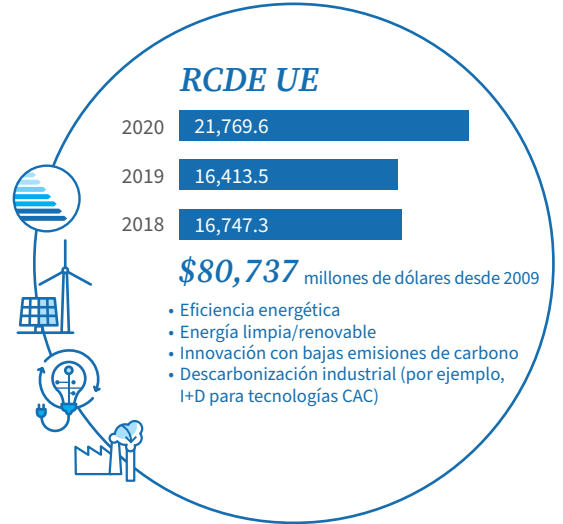 RCDE UE
2020 21,769.6
2019 16,413.5
2018 16,747.3
$80,737 millones de dólares desde 2009
• Eficiencia energética
• Energía limpia/renovable
• Innovación con bajas emisiones de carbono
• Descarbonización industrial (por ejemplo,
I+D para tecnologías CAC)